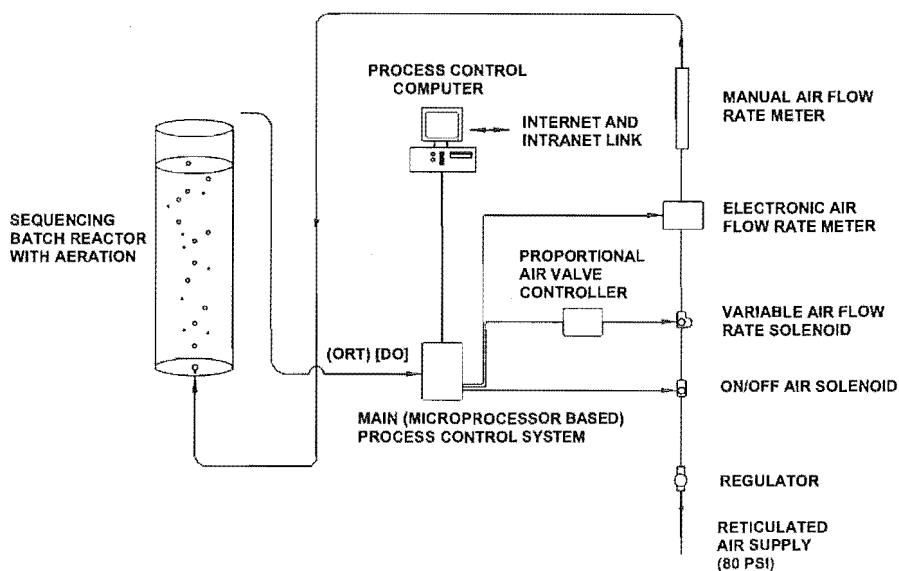 PROCESS CONTROL
COMPUTER
INTERNET AND
INTRANET LINK
MANUAL AIR FLOW
RATE METER
SEQUENCING
BATCH REACTOR
WITH AERATION
ELECTRONIC AIR
FLOW RATE METER
PROPORTIONAL
AIR VALVE
CONTROLLER
VARIABLE AIR FLOW
RATE SOLENOID
(ORT) [DO]
ON/OFF AIR SOLENOID
MAIN (MICROPROCESSOR BASED)
PROCESS CONTROL SYSTEM
REGULATOR
RETICULATED
AIR SUPPLY
(80 PSI)